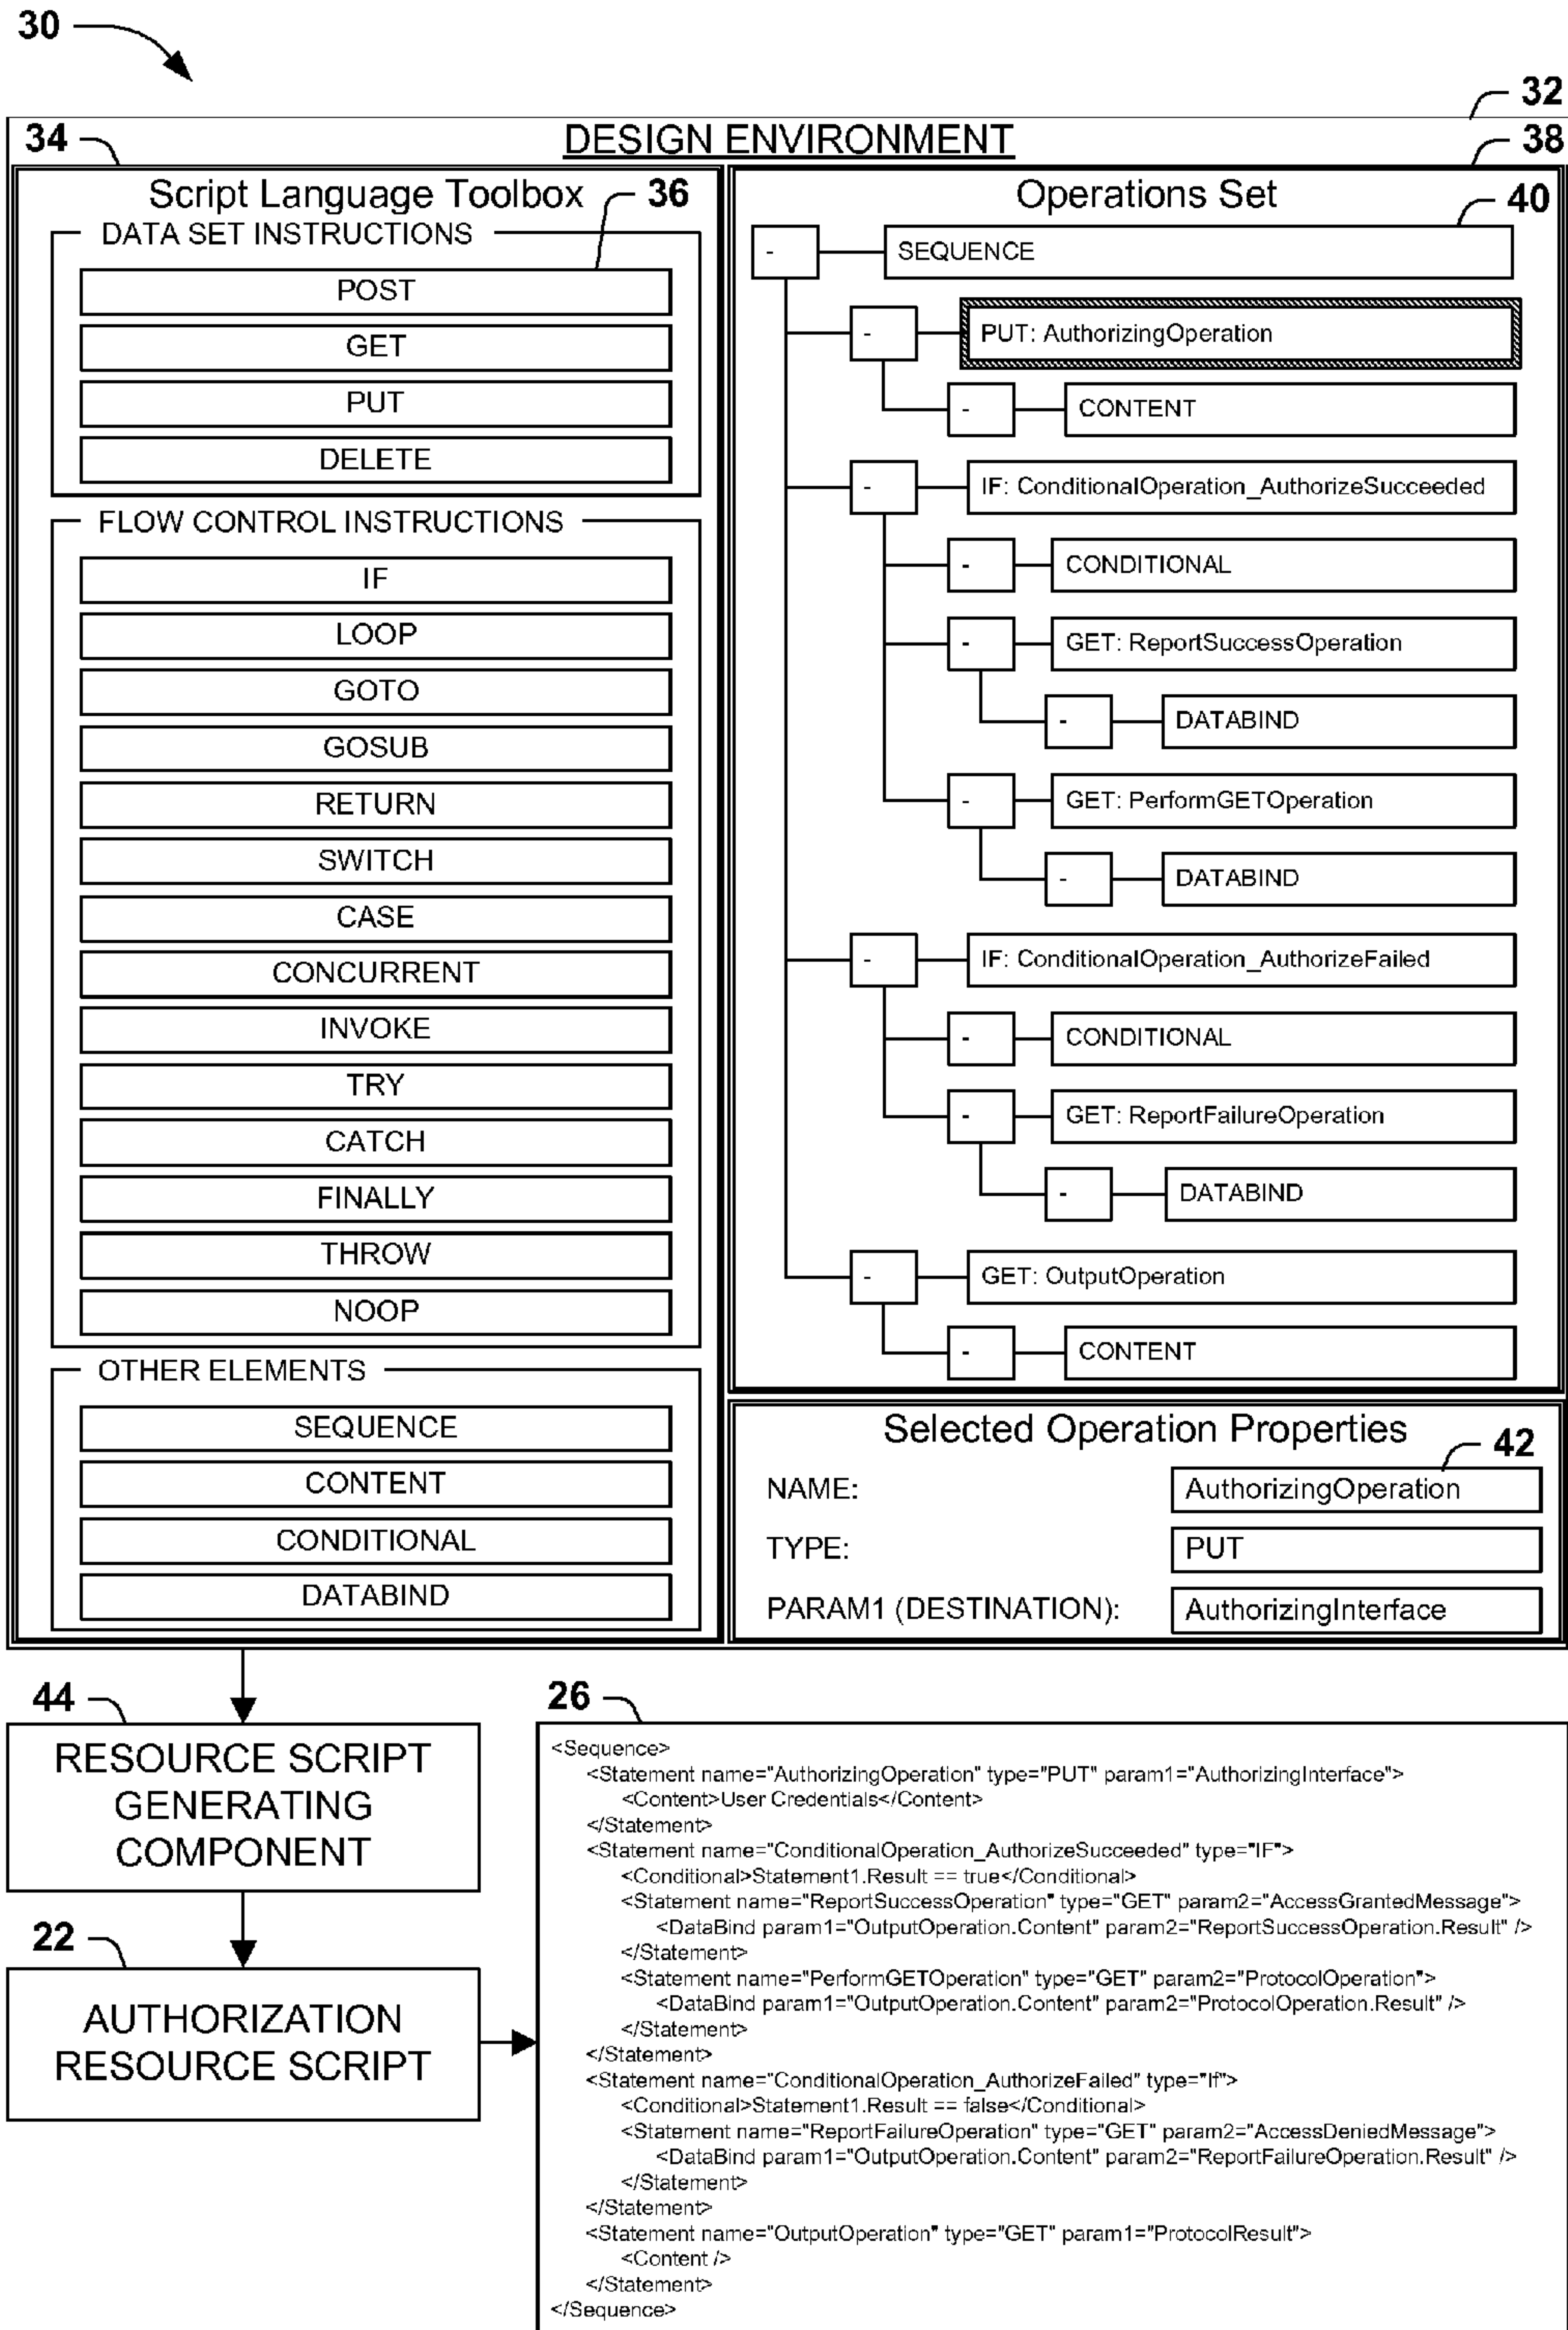 30
32
DESIGN ENVIRONMENT
34
38
Script Language Toolbox
36
DATA SET INSTRUCTIONS
POST
GET
PUT
DELETE
FLOW CONTROL INSTRUCTIONS
IF
LOOP
GOTO
GOSUB
RETURN
SWITCH
CASE
CONCURRENT
INVOKE
TRY
CATCH
FINALLY
THROW
NOOP
OTHER ELEMENTS
SEQUENCE
CONTENT
CONDITIONAL
DATABIND
Operations Set
40
- SEQUENCE
- PUT: AuthorizingOperation
- CONTENT
- IF: ConditionalOperation_AuthorizeSucceeded
- CONDITIONAL
- GET: ReportSuccessOperation
- DATABIND
- GET: PerformGETOperation
- DATABIND
- IF: ConditionalOperation_AuthorizeFailed
- CONDITIONAL
- GET: ReportFailureOperation
- DATABIND
- GET: OutputOperation
- CONTENT
Selected Operation Properties
42
NAME: AuthorizingOperation
TYPE: PUT
PARAM1 (DESTINATION): AuthorizingInterface
44
RESOURCE SCRIPT
GENERATING
COMPONENT
22
AUTHORIZATION
RESOURCE SCRIPT
26
<Sequence>
<Statement name="AuthorizingOperation" type="PUT" param1="AuthorizingInterface">
<Content>User Credentials</Content>
</Statement>
<Statement name="ConditionalOperation_AuthorizeSucceeded" type="IF">
<Conditional>Statement1.Result == true</Conditional>
<Statement name="ReportSuccessOperation" type="GET" param2="AccessGrantedMessage">
<DataBind param1="OutputOperation.Content" param2="ReportSuccessOperation.Result" />
</Statement>
<Statement name="PerformGETOperation" type="GET" param2="ProtocolOperation">
<DataBind param1="OutputOperation.Content" param2="ProtocolOperation.Result" />
</Statement>
</Statement>
<Statement name="ConditionalOperation_AuthorizeFailed" type="If">
<Conditional>Statement1.Result == false</Conditional>
<Statement name="ReportFailureOperation" type="GET" param2="AccessDeniedMessage">
<DataBind param1="OutputOperation.Content" param2="ReportFailureOperation.Result" />
</Statement>
</Statement>
<Statement name="OutputOperation" type="GET" param1="ProtocolResult">
<Content />
</Statement>
</Sequence>